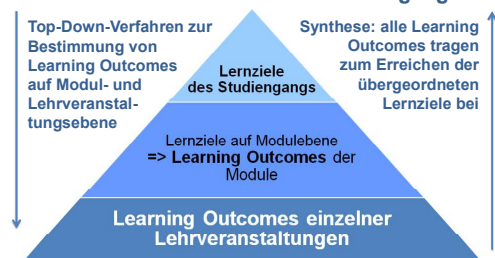 Top-Down-Verfahren zur
Bestimmung von
Learning Outcomes
auf Modul- und
Lehrveranstal-
tungsebene
Synthese: alle Learning
Outcomes tragen
zum Erreichen der
übergeordneten
Lernziele bei
Lernziele
des Studiengangs
Lernziele auf Modulebene
=> Learning Outcomes der
Module
Learning Outcomes einzelner
Lehrveranstaltungen